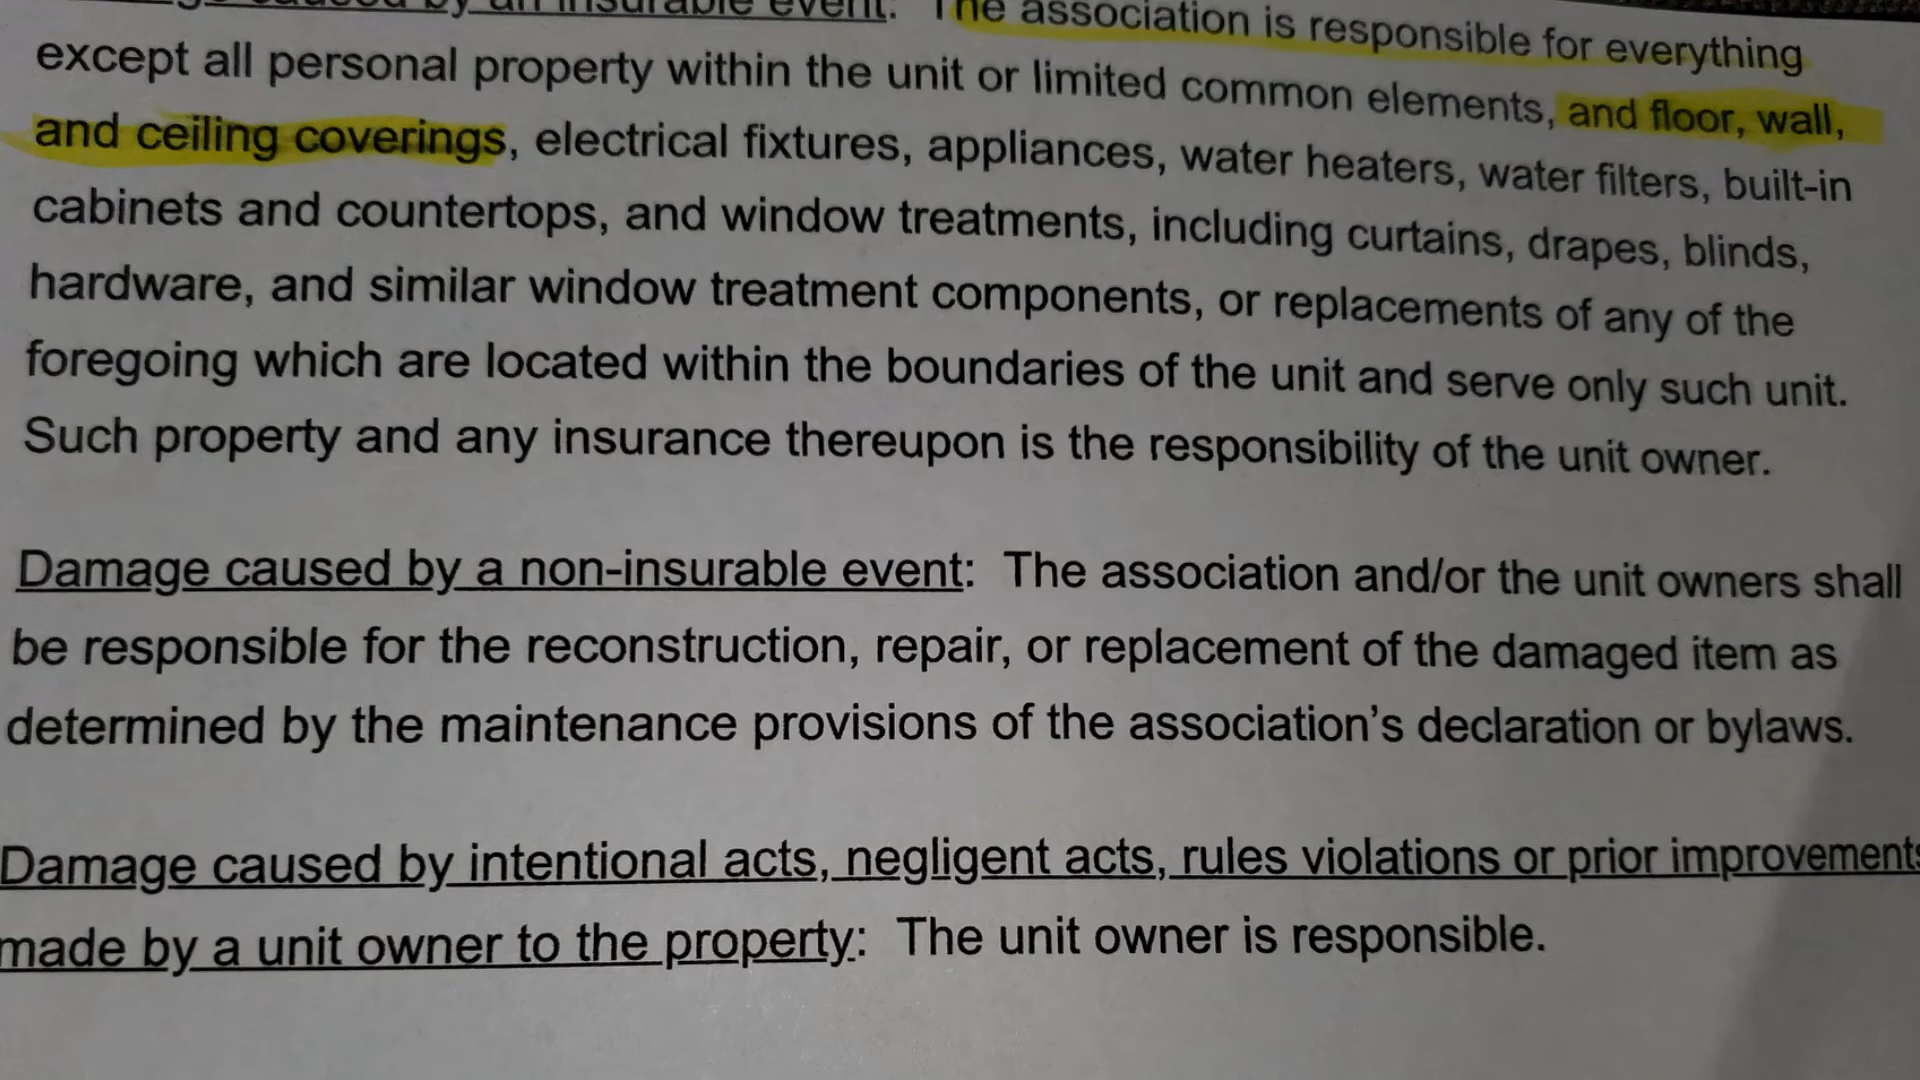 caused by an insurable event: The association is responsible for everything
except all personal property within the unit or limited common elements, and floor, wall,
and ceiling coverings, electrical fixtures, appliances, water heaters, water filters, built-in
cabinets and countertops, and window treatments, including curtains, drapes, blinds,
hardware, and similar window treatment components, or replacements of any of the
foregoing which are located within the boundaries of the unit and serve only such unit.
Such property and any insurance thereupon is the responsibility of the unit owner.
Damage caused by a non-insurable event: The association and/or the unit owners shall
be responsible for the reconstruction, repair, or replacement of the damaged item as
determined by the maintenance provisions of the association's declaration or bylaws.
Damage caused by intentional acts, negligent acts, rules violations or prior improvements
made by a unit owner to the property: The unit owner is responsible.